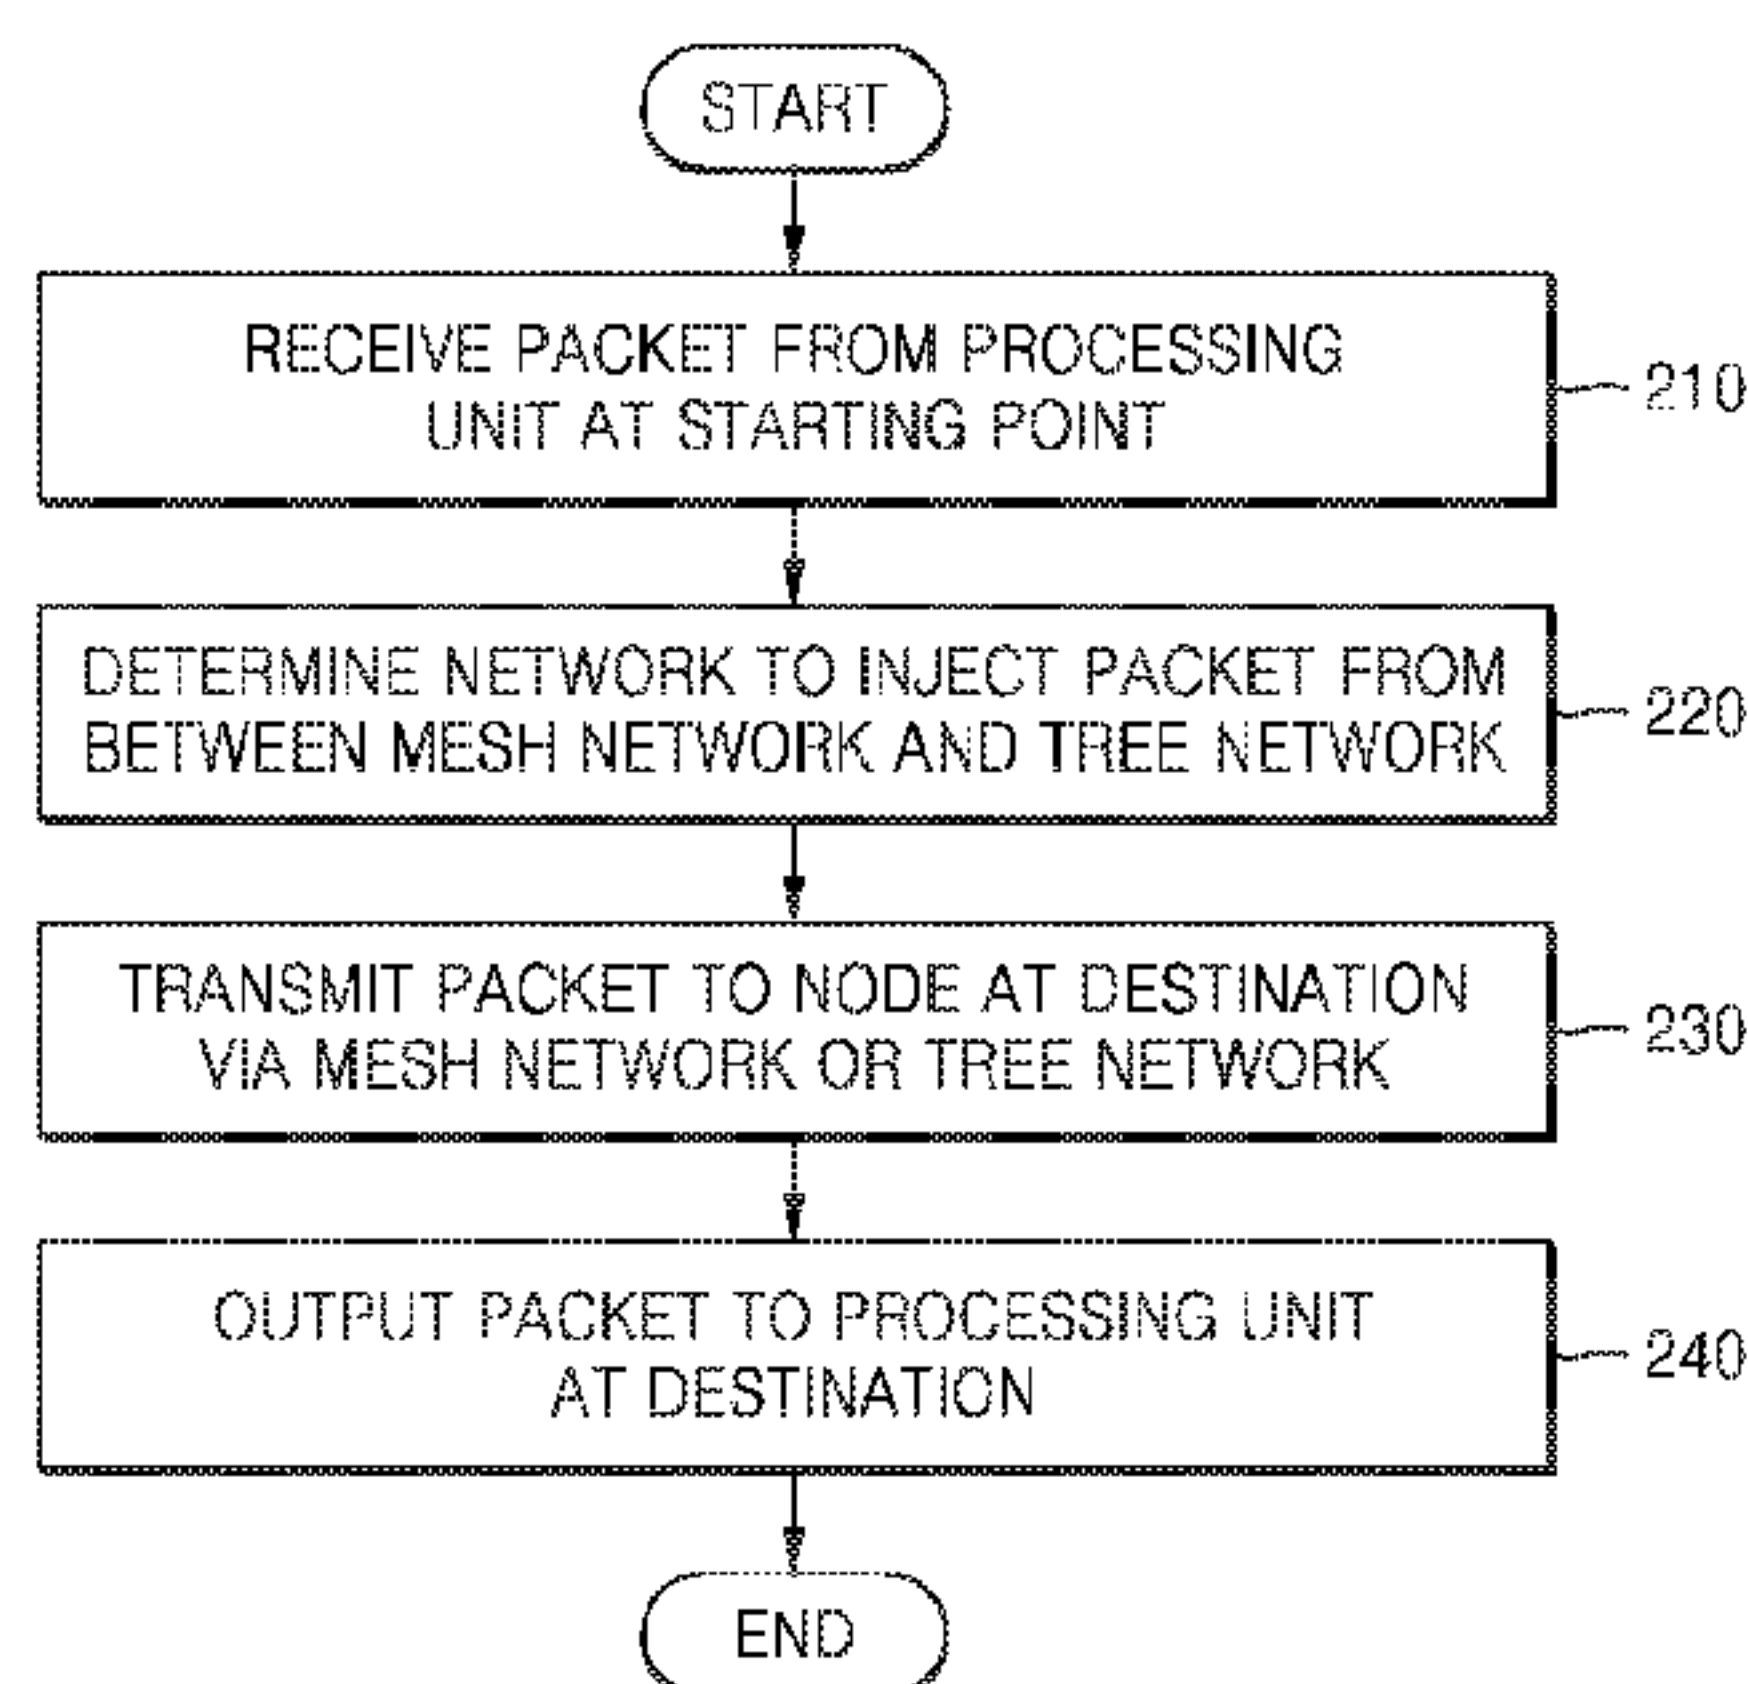 START
RECEIVE PACKET FROM PROCESSING
UNIT AT STARTING POINT
210
DETERMINE NETWORK TO INJECT PACKET FROM
BETWEEN MESH NETWORK AND TREE NETWORK
220
TRANSMIT PACKET TO NODE AT DESTINATION
VIA MESH NETWORK OR TREE NETWORK
230
OUTPUT PACKET TO PROCESSING UNIT
AT DESTINATION
240
END